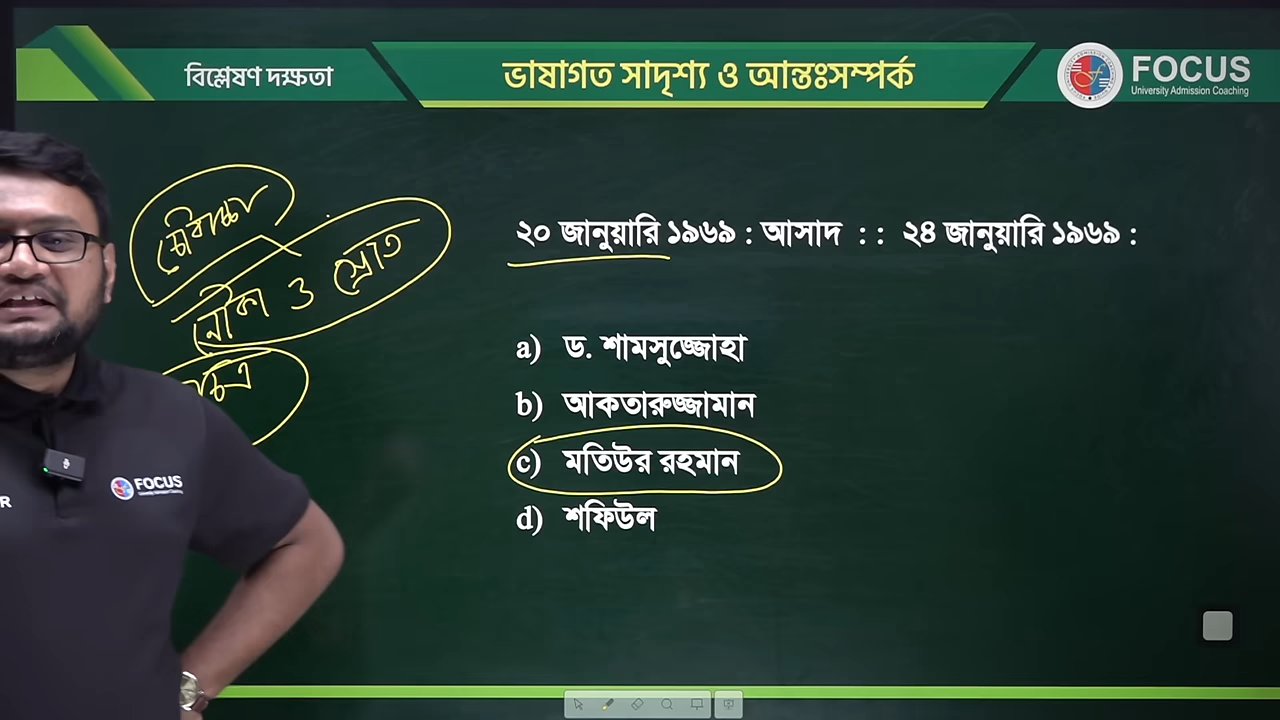 বিশ্লেষণ দক্ষতা
ভাষাগত সাদৃশ্য ও আন্তঃসম্পর্ক
FOCUS
University Admission Coaching
২০ জানুয়ারি ১৯৬৯ : আসাদ : : ২৪ জানুয়ারি ১৯৬৯ :
a) ড. শামসুজ্জোহা
b) আকতারুজ্জামান
c) মতিউর রহমান
d) শফিউল
নৌকা ও স্রোত
FOCUS
R